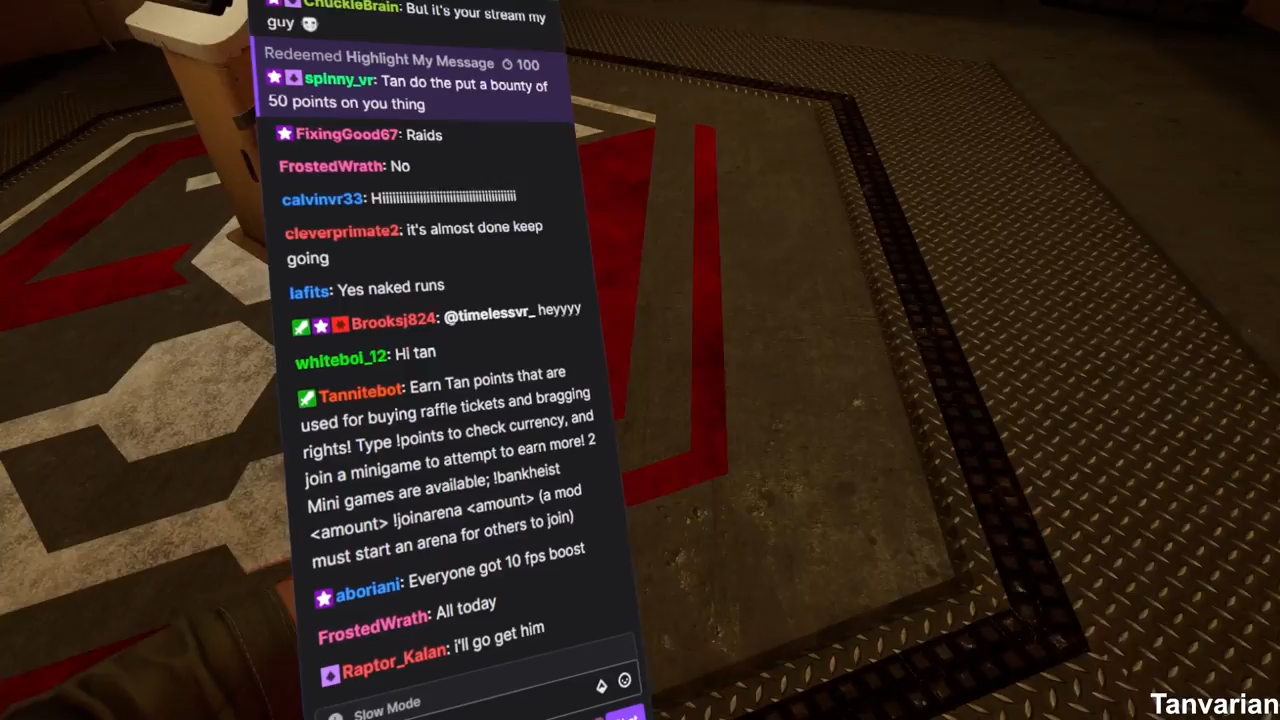 ChuckleBrain: But it's your stream my
guy
Redeemed Highlight My Message 100
spInny_vr: Tan do the put a bounty of
50 points on you thing
FixingGood67: Raids
FrostedWrath: No
calvinvr33: Hiiiiiiiiiiiiiiiiiiiiiiiiiiiiiiiiiiiiii
cleverprimate2: it's almost done keep
going
lafits: Yes naked runs
Brooksj824: @timelessvr_ heyyyy
whiteboi_12: Hi tan
Tannitebot: Earn Tan points that are
used for buying raffle tickets and bragging
rights! Type !points to check currency, and
join a minigame to attempt to earn more! 2
Mini games are available; !bankheist
<amount> !joinarena <amount> (a mod
must start an arena for others to join)
aboriani: Everyone got 10 fps boost
FrostedWrath: All today
Raptor_Kalan: i'll go get him
Slow Mode
Tanvarian